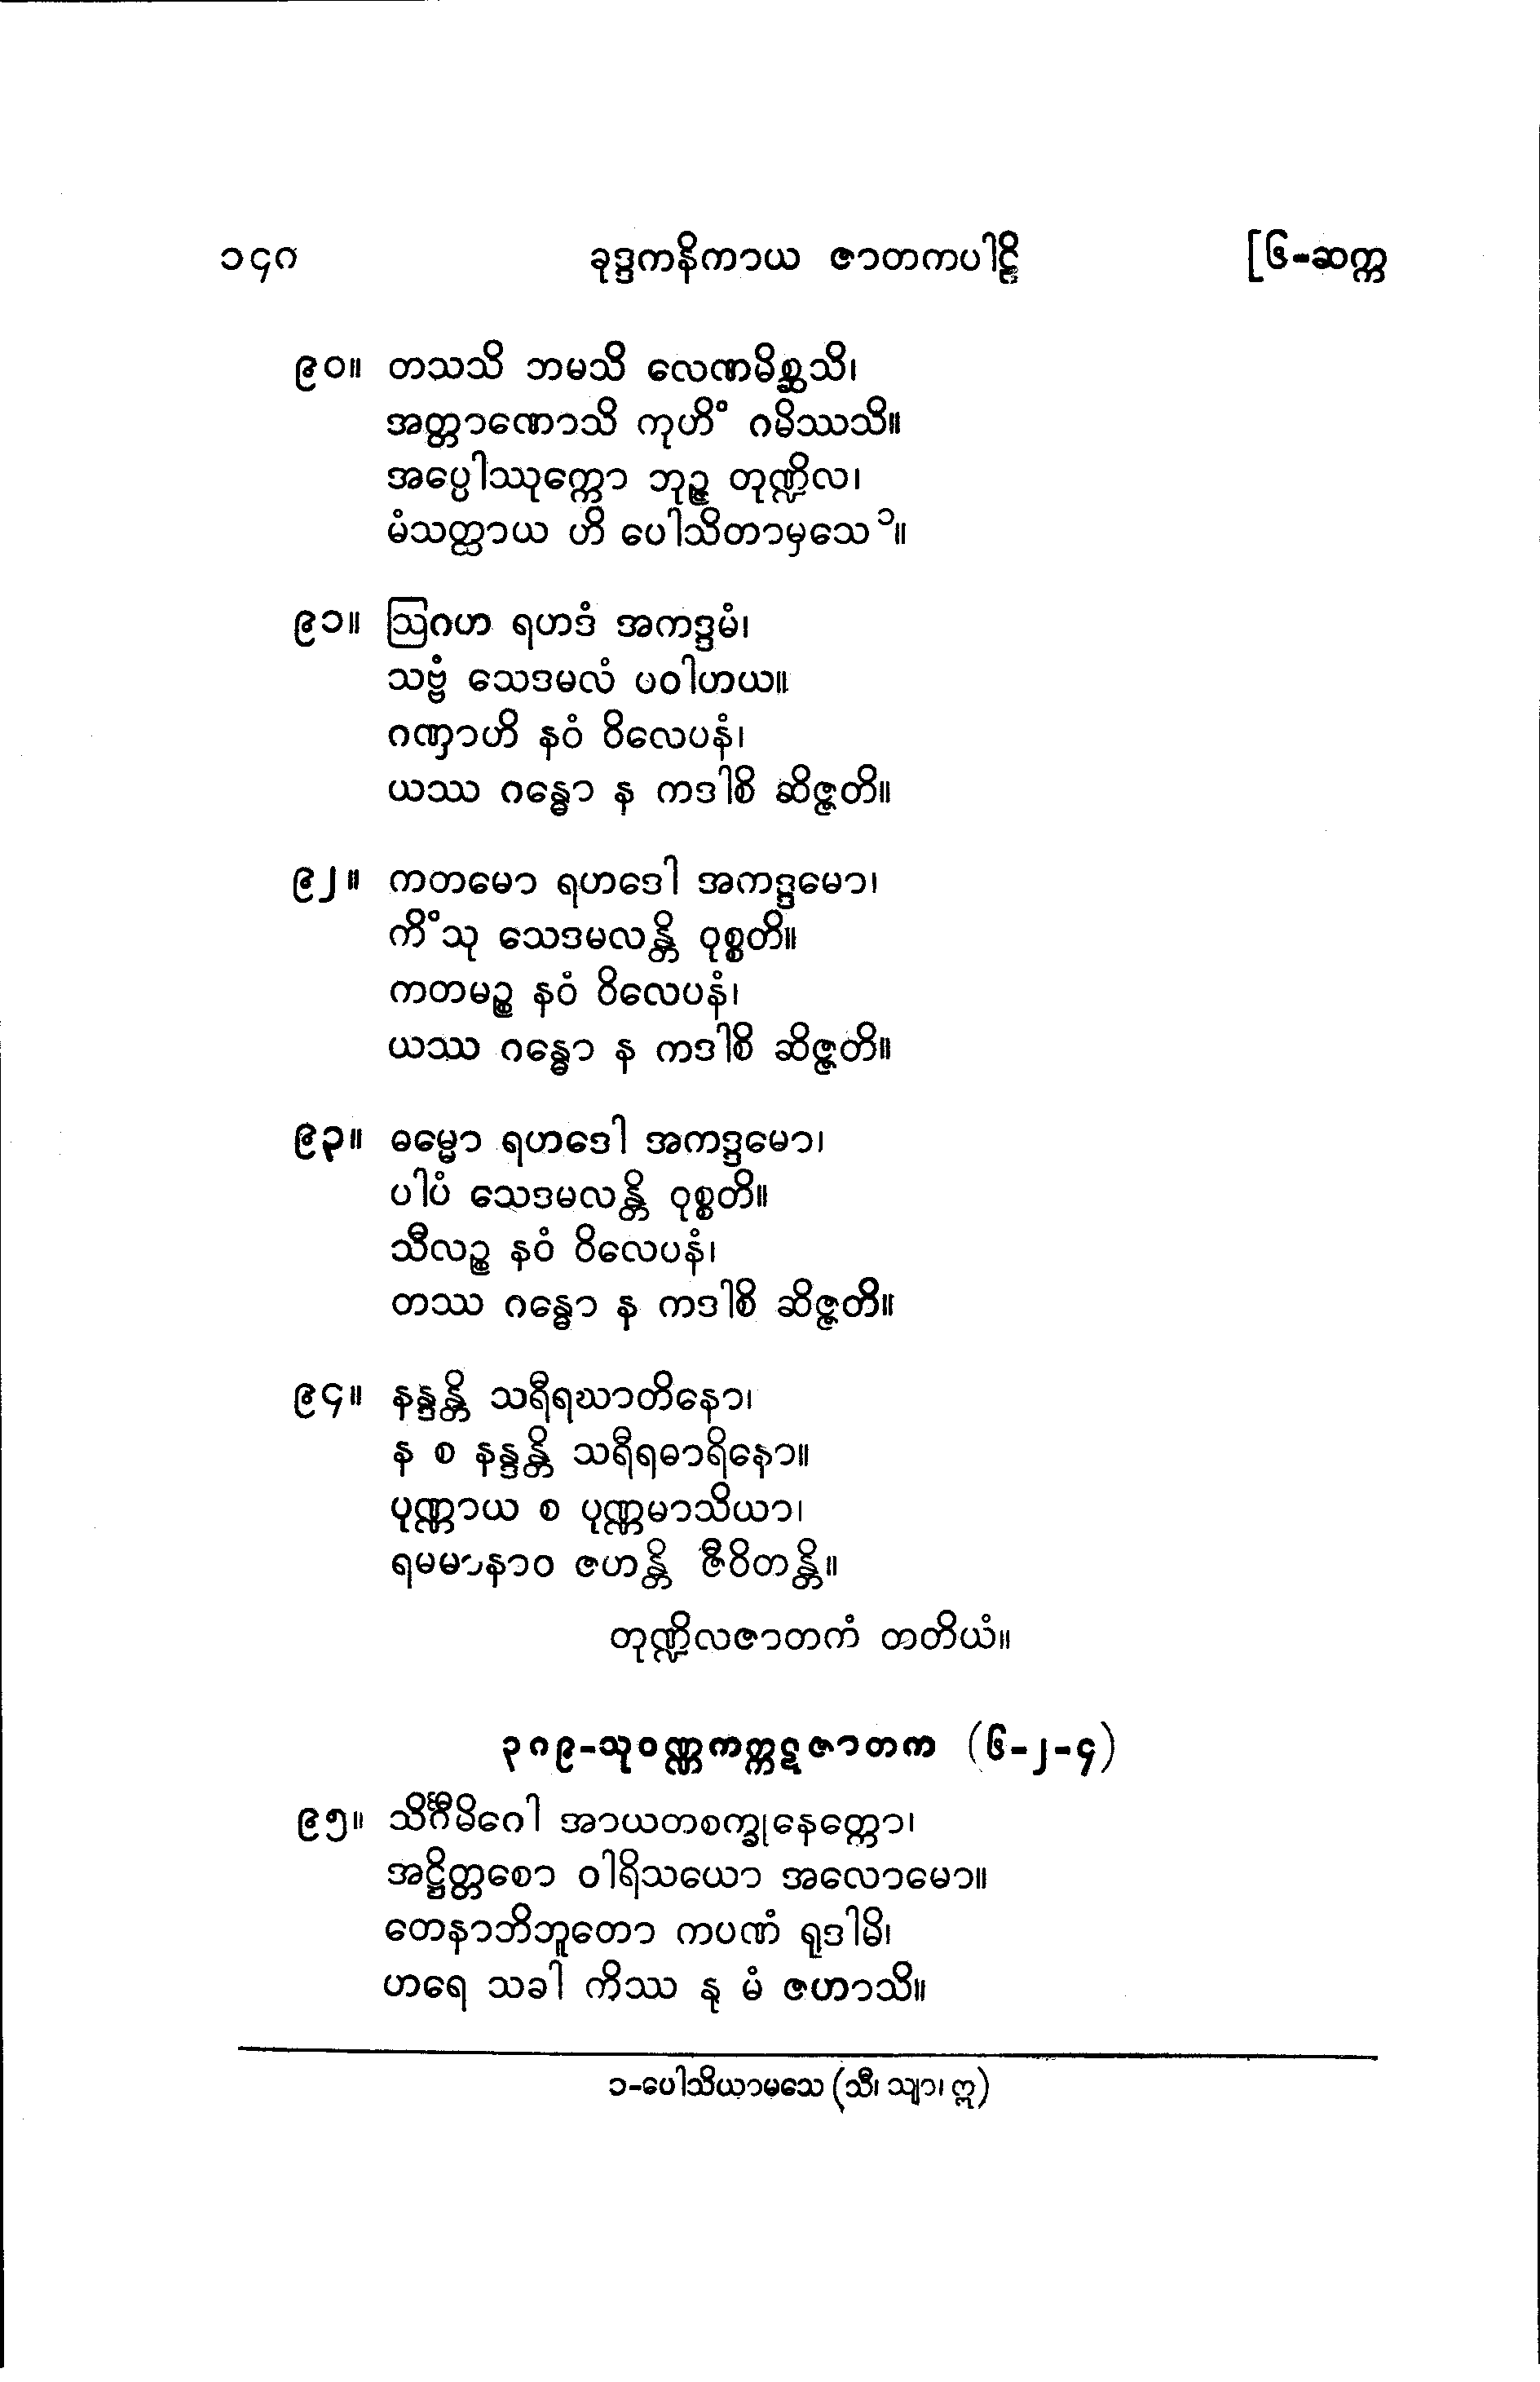 ၁၄၈ ခုဒ္ဒကနိကာယ ဇာတကပါဠိ [၆-ဆက္က
၉၀။ တသသိ ဘမသိ လေဏမိစ္ဆသိ၊
အတ္တာဏောသိ ကုဟိံ ဂမိဿသိ။
အပ္ပေါဿုက္ကော ဘုဉ္ဇ တုဏ္ဍိလ၊
မံသတ္ထာယ ဟိ ပေါသိတာမှသေ ၁။
၉၁။ ဩဂဟ ရဟဒံ အကဒ္ဒမံ၊
သဗ္ဗံ သေဒမလံ ပဝါဟယ။
ဂဏှာဟိ နဝံ ဝိလေပနံ၊
ယဿ ဂန္ဓော န ကဒါစိ ဆိဇ္ဇတိ။
၉၂။ ကတမော ရဟဒေါ အကဒ္ဒမော၊
ကိံသု သေဒမလန္တိ ဝုစ္စတိ။
ကတမဉ္စ နဝံ ဝိလေပနံ၊
ယဿ ဂန္ဓော န ကဒါစိ ဆိဇ္ဇတိ။
၉၃။ ဓမ္မော ရဟဒေါ အကဒ္ဒမော၊
ပါပံ သေဒမလန္တိ ဝုစ္စတိ။
သီလဉ္စ နဝံ ဝိလေပနံ၊
တဿ ဂန္ဓော န ကဒါစိ ဆိဇ္ဇတိ။
၉၄။ နန္ဒန္တိ သရီရဃာတိနော၊
န စ နန္ဒန္တိ သရီရဓာရိနော။
ပုဏ္ဏာယ စ ပုဏ္ဏမာသိယာ၊
ရမမာနာဝ ဇဟန္တိ ဇီဝိတန္တိ။
တုဏ္ဍိလဇာတကံ တတိယံ။
၃၈၉-သုဝဏ္ဏကက္ကဋဇာတက (၆-၂-၄)
၉၅။ သိင်္ဂီမိဂေါ အာယတစက္ခုနေတ္တော၊
အဋ္ဌိတ္တစော ဝါရိသယော အလောမော။
တေနာဘိဘူတော ကပဏံ ရုဒါမိ၊
ဟရေ သခါ ကိဿ နု မံ ဇဟာသိ။
၁-ပေါသိယာမသေ (သီ၊ သျာ၊ ဣ)